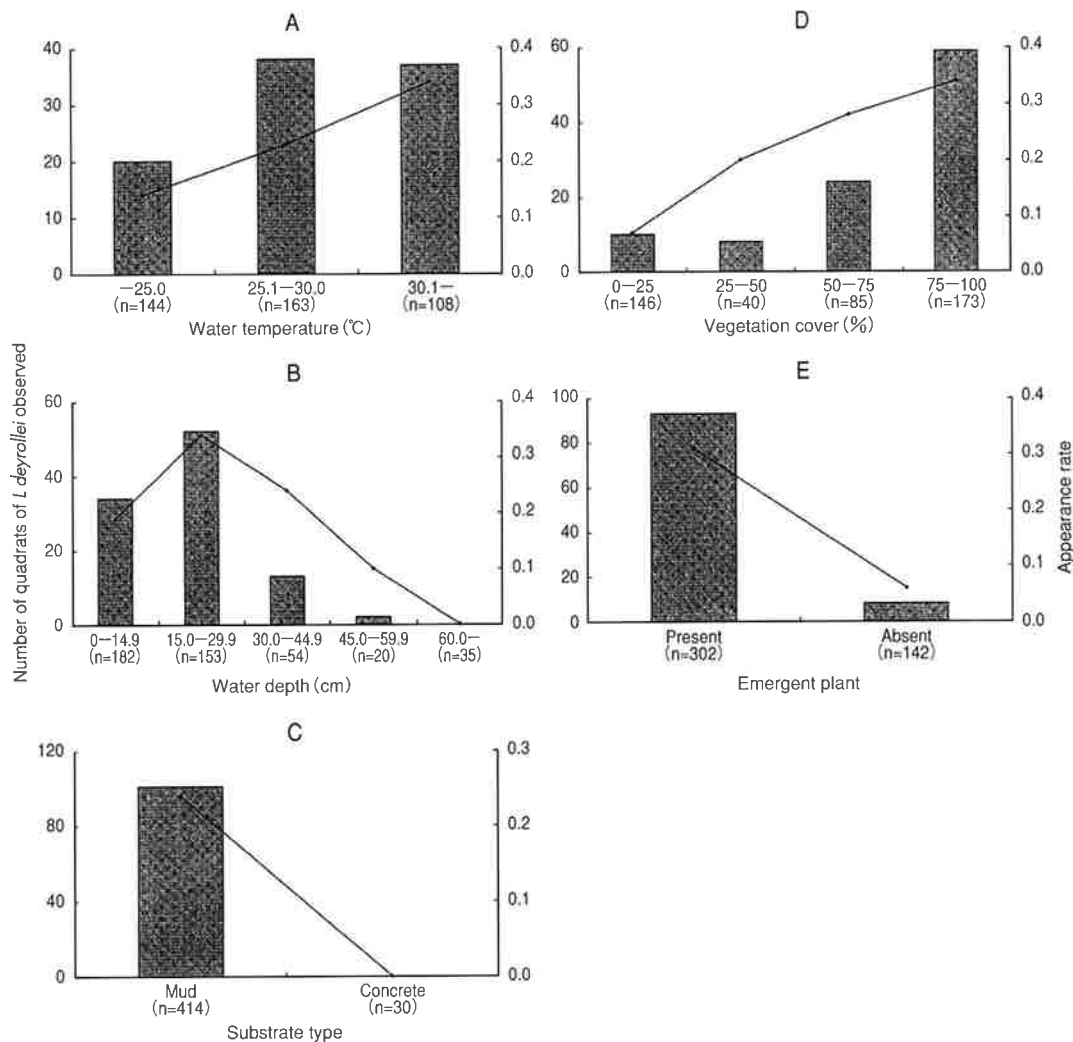 A
40
30
20
10
0
0.4
0.3
0.2
0.1
0.0
−25.0
(n=144)
25.1−30.0
(n=163)
30.1−
(n=108)
Water temperature (℃)
D
60
40
20
0
0.4
0.3
0.2
0.1
0.0
0−25
(n=146)
25−50
(n=40)
50−75
(n=85)
75−100
(n=173)
Vegetation cover (%)
Number of quadrats of L deyrollei observed
B
60
40
20
0
0.4
0.3
0.2
0.1
0.0
0−14.9
(n=182)
15.0−29.9
(n=153)
30.0−44.9
(n=54)
45.0−59.9
(n=20)
60.0−
(n=35)
Water depth (cm)
E
100
80
60
40
20
0
0.4
0.3
0.2
0.1
0.0
Appearance rate
Present
(n=302)
Absent
(n=142)
Emergent plant
C
120
80
40
0
0.3
0.2
0.1
0.0
Mud
(n=414)
Concrete
(n=30)
Substrate type